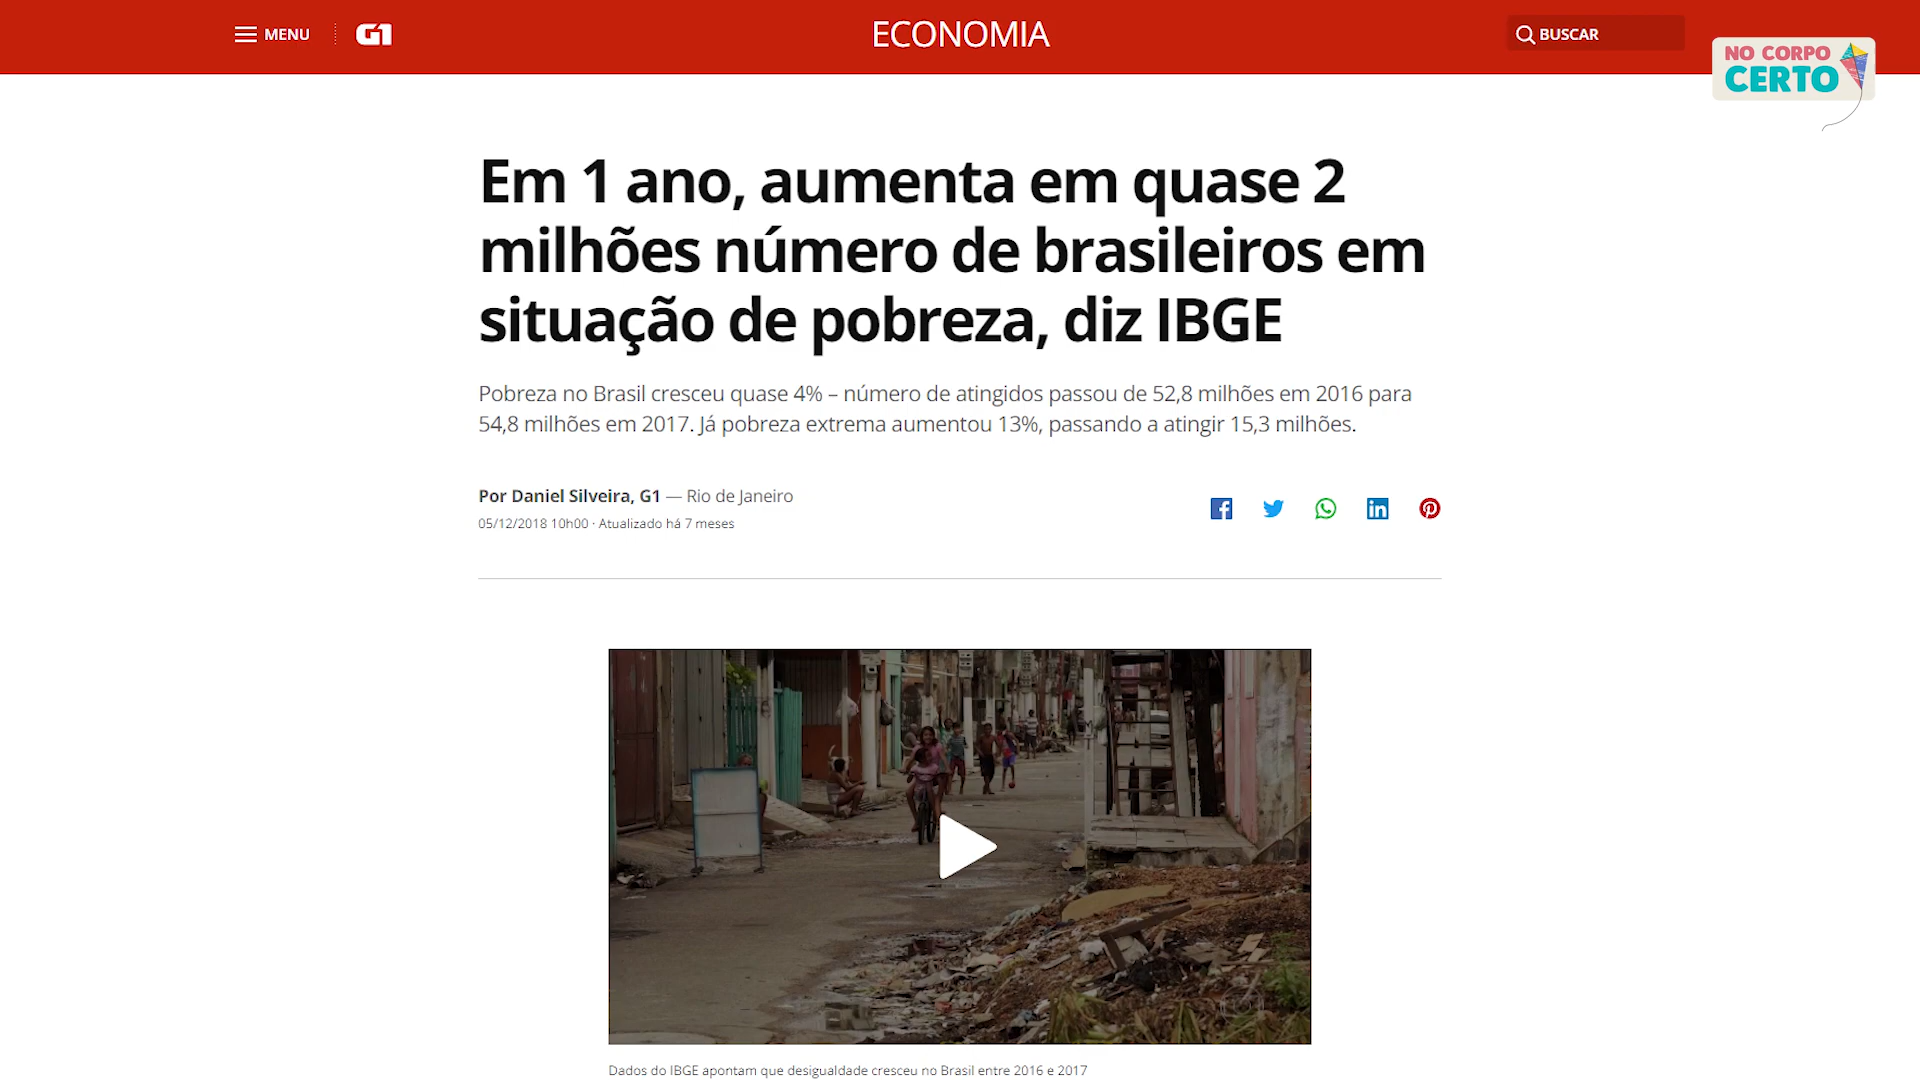 MENU
G1
ECONOMIA
BUSCAR
NO CORPO
CERTO
Em 1 ano, aumenta em quase 2
milhões número de brasileiros em
situação de pobreza, diz IBGE
Pobreza no Brasil cresceu quase 4% – número de atingidos passou de 52,8 milhões em 2016 para
54,8 milhões em 2017. Já pobreza extrema aumentou 13%, passando a atingir 15,3 milhões.
Por Daniel Silveira, G1 — Rio de Janeiro
05/12/2018 10h00 · Atualizado há 7 meses
Dados do IBGE apontam que desigualdade cresceu no Brasil entre 2016 e 2017